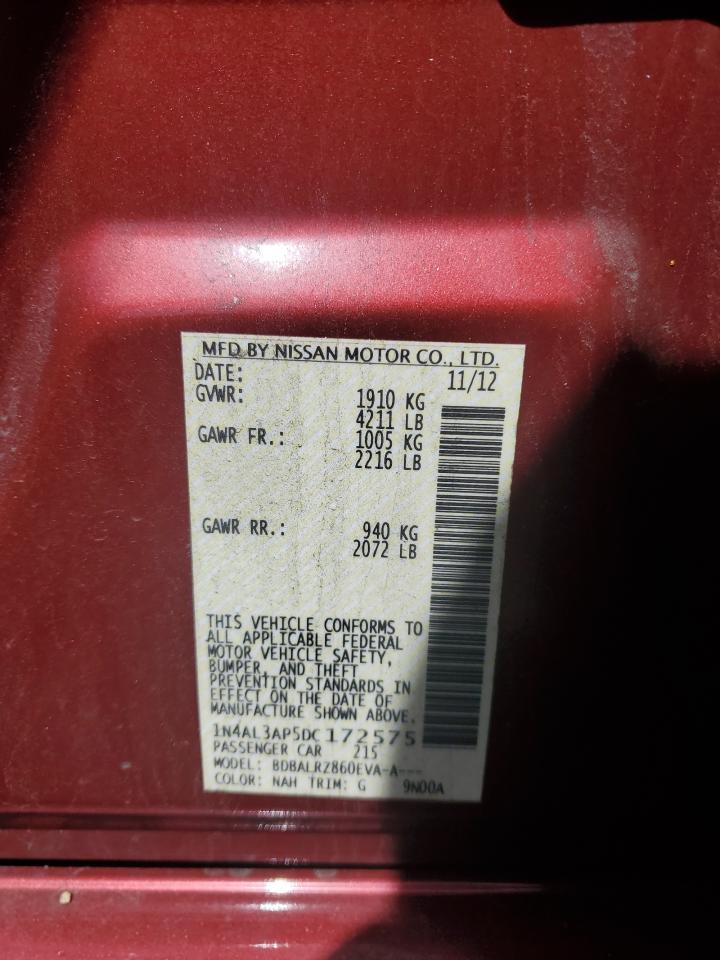 MFD BY NISSAN MOTOR CO., LTD.
DATE: 11/12
GVWR: 1910 KG
4211 LB
GAWR FR.: 1005 KG
2216 LB
GAWR RR.: 940 KG
2072 LB
THIS VEHICLE CONFORMS TO
ALL APPLICABLE FEDERAL
MOTOR VEHICLE SAFETY,
BUMPER, AND THEFT
PREVENTION STANDARDS IN
EFFECT ON THE DATE OF
MANUFACTURE SHOWN ABOVE.
1N4AL3AP5DC172575
PASSENGER CAR 215
MODEL: BDBALRZ860EVA-A---
COLOR: NAH TRIM: G 9N00A